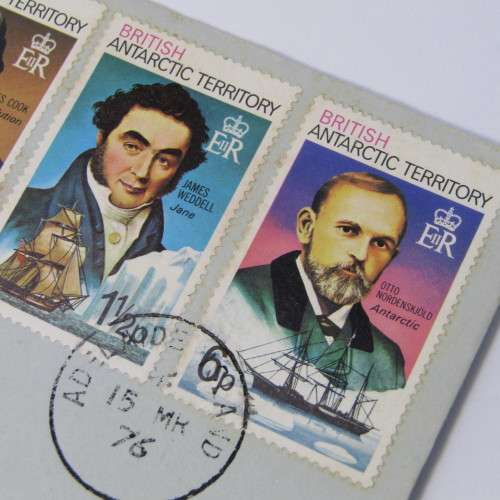 TERRITORY
EIIR
S COOK
lution
BRITISH
ANTARCTIC TERRITORY
EIIR
JAMES
WEDDELL
Jane
1½p
BRITISH
ANTARCTIC TERRITORY
EIIR
OTTO
NORDENSKJÖLD
Antarctic
6p
15 MR
76